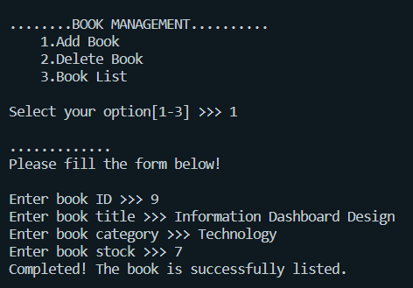 ........BOOK MANAGEMENT..........
1.Add Book
2.Delete Book
3.Book List
Select your option[1-3] >>> 1
.............
Please fill the form below!
Enter book ID >>> 9
Enter book title >>> Information Dashboard Design
Enter book category >>> Technology
Enter book stock >>> 7
Completed! The book is successfully listed.